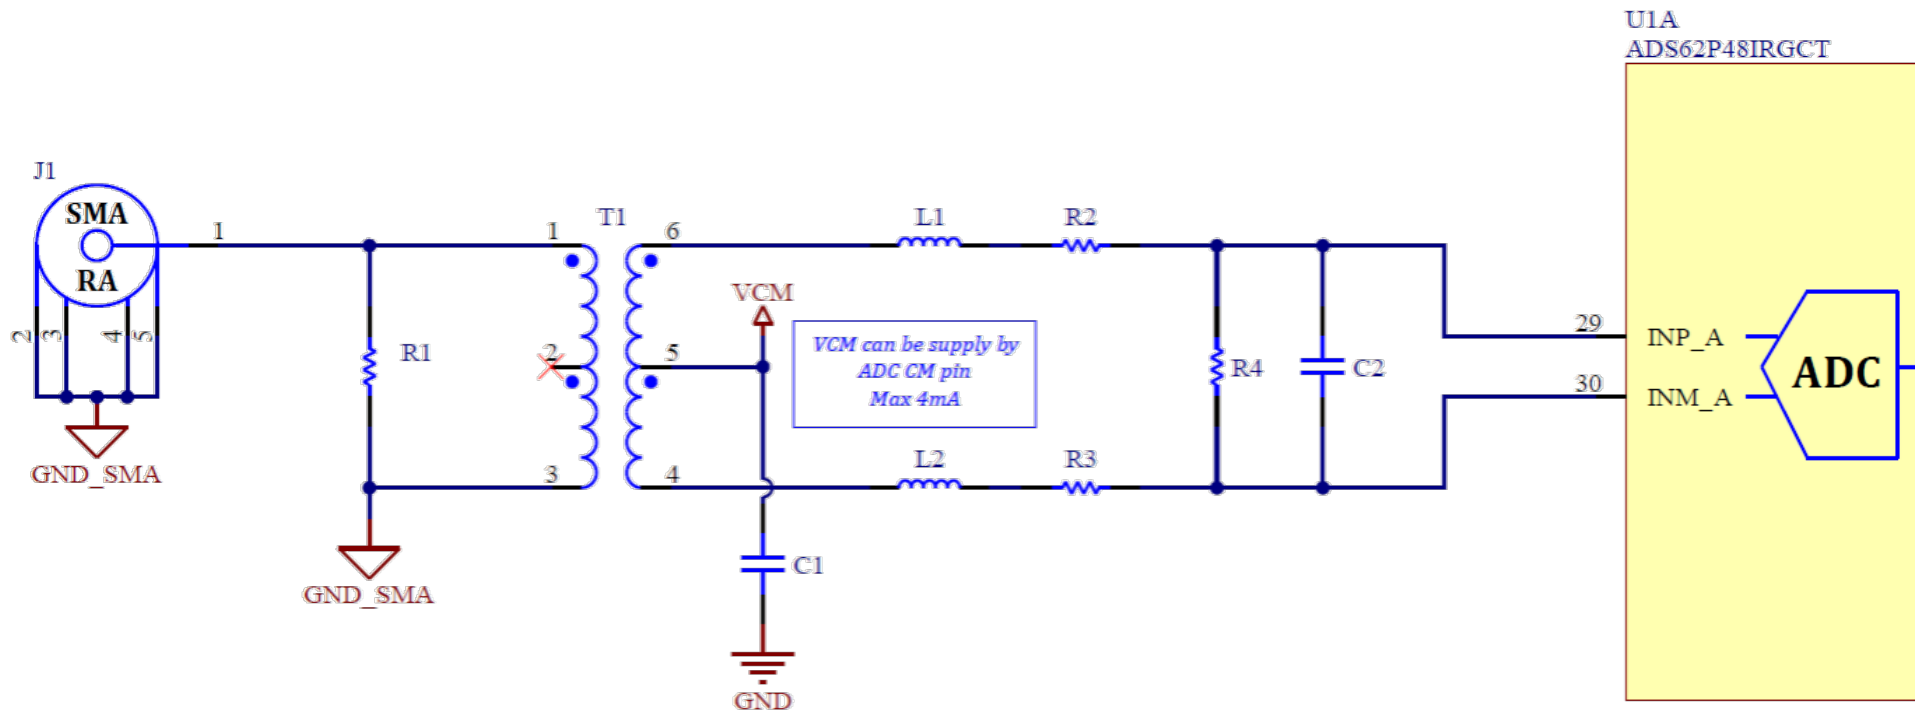 U1A
ADS62P48IRGCT
J1
SMA
RA
1
2
3
4
5
GND_SMA
R1
GND_SMA
T1
1
2
3
6
5
4
VCM
VCM can be supply by
ADC CM pin
Max 4mA
C1
GND
L1
R2
L2
R3
R4
C2
29
30
INP_A
INM_A
ADC